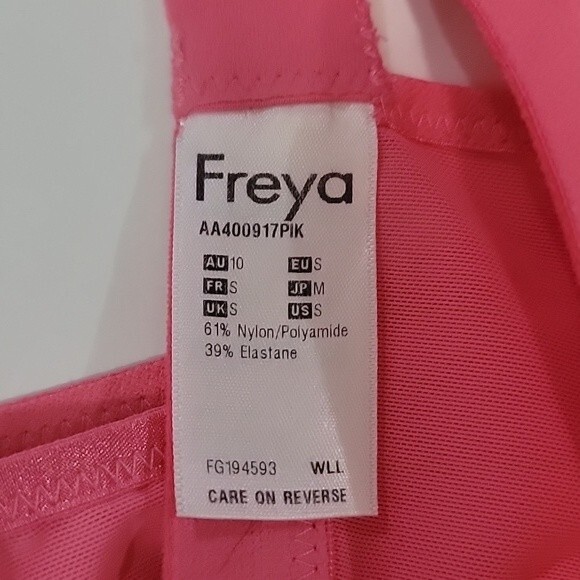 Freya
AA400917PIK
AU 10 EU S
FR S JP M
UK S US S
61% Nylon/Polyamide
39% Elastane
FG194593 WLL
CARE ON REVERSE